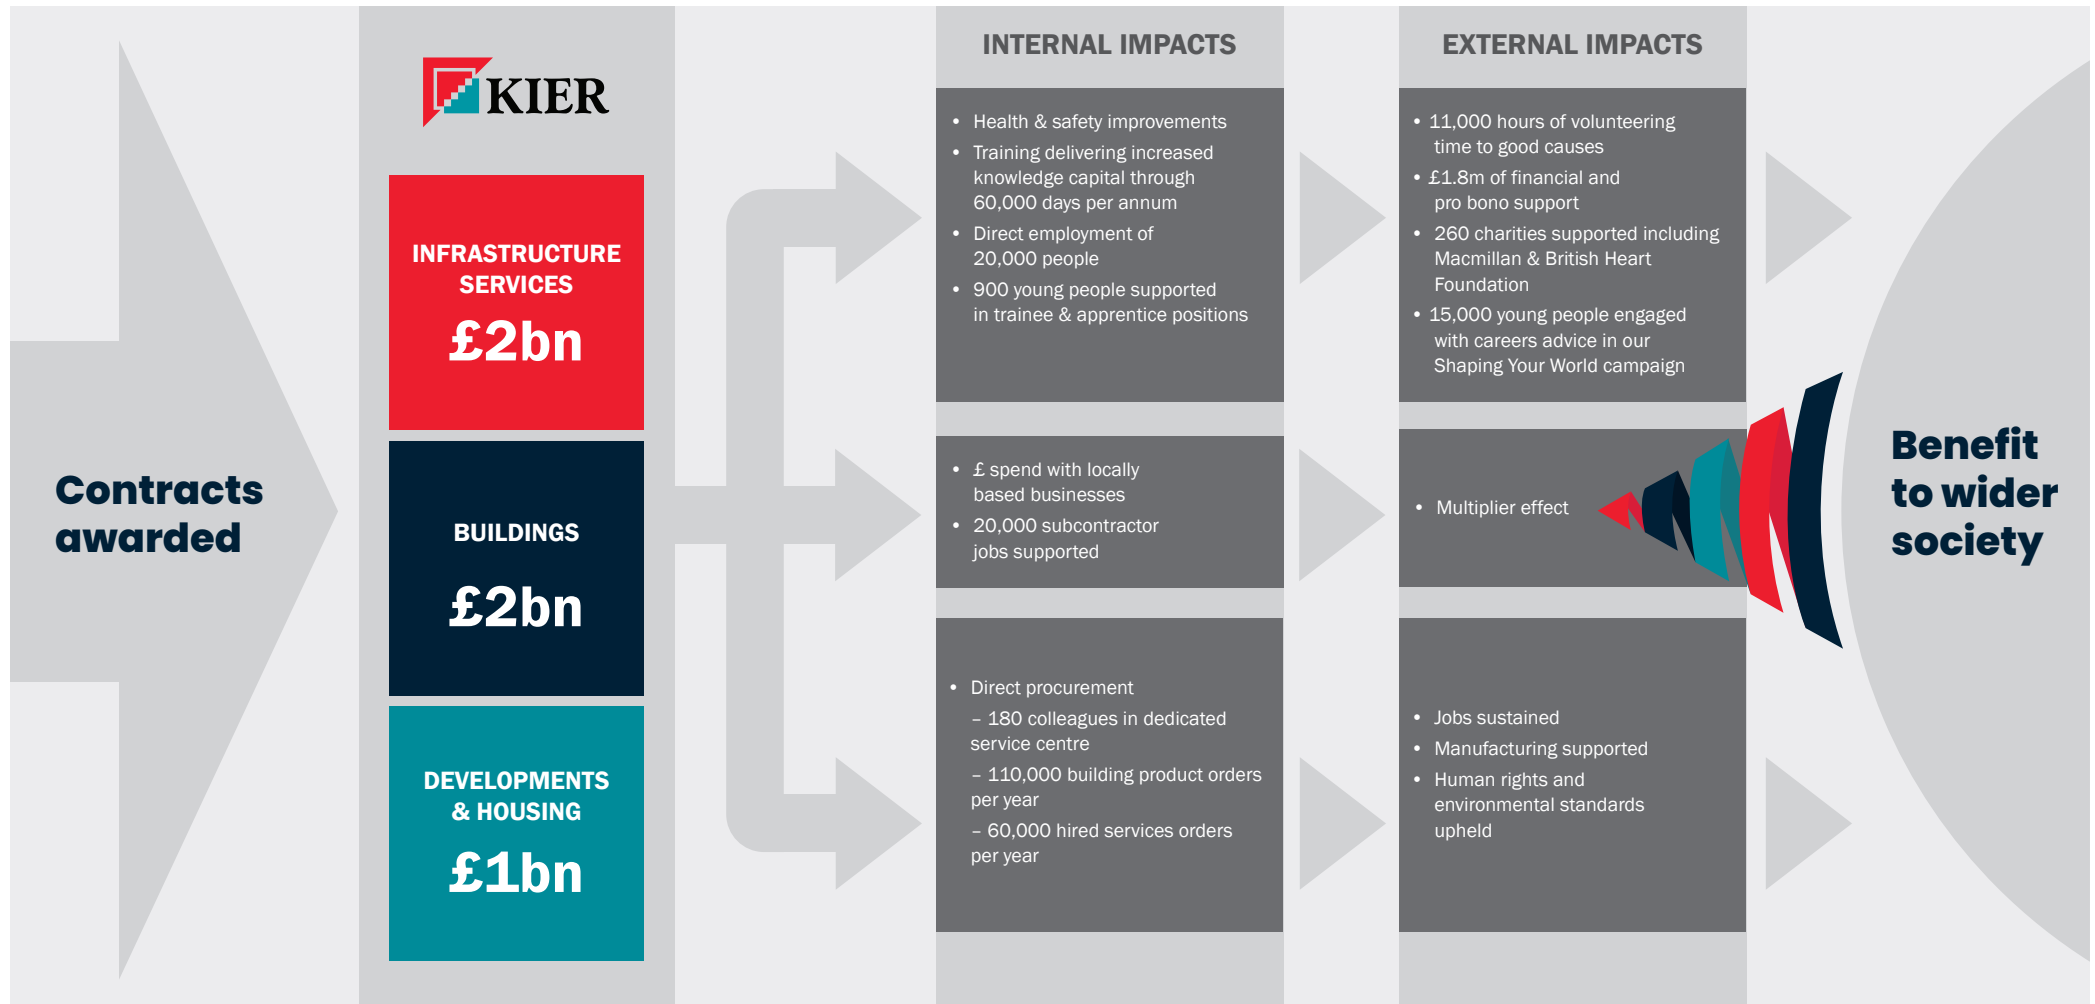 Contracts
awarded
KIER
INFRASTRUCTURE
SERVICES
£2bn
BUILDINGS
£2bn
DEVELOPMENTS
& HOUSING
£1bn
INTERNAL IMPACTS
• Health & safety improvements
• Training delivering increased
knowledge capital through
60,000 days per annum
• Direct employment of
20,000 people
• 900 young people supported
in trainee & apprentice positions
• £ spend with locally
based businesses
• 20,000 subcontractor
jobs supported
• Direct procurement
– 180 colleagues in dedicated
service centre
– 110,000 building product orders
per year
– 60,000 hired services orders
per year
EXTERNAL IMPACTS
• 11,000 hours of volunteering
time to good causes
• £1.8m of financial and
pro bono support
• 260 charities supported including
Macmillan & British Heart
Foundation
• 15,000 young people engaged
with careers advice in our
Shaping Your World campaign
• Multiplier effect
• Jobs sustained
• Manufacturing supported
• Human rights and
environmental standards
upheld
Benefit
to wider
society